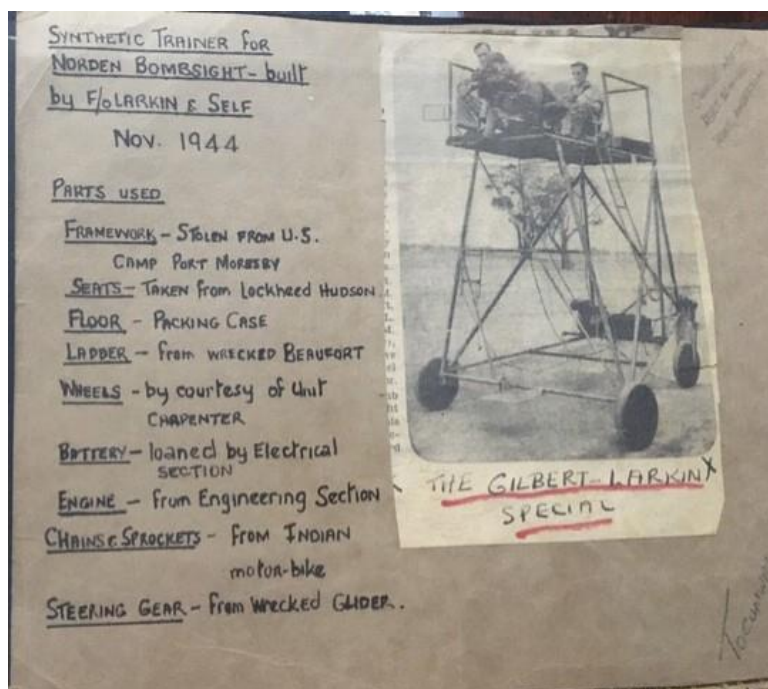 SYNTHETIC TRAINER FOR
NORDEN BOMBSIGHT - built
by F/O LARKIN & SELF
Nov. 1944
PARTS USED
FRAMEWORK - STOLEN FROM U.S.
CAMP PORT MORESBY
SEATS - TAKEN from Lockheed HUDSON.
FLOOR - PACKING CASE
LADDER - from WRECKED BEAUFORT
WHEELS - by courtesy of Unit
CARPENTER
BATTERY - loaned by Electrical
SECTION
ENGINE - from Engineering Section
CHAINS & SPROCKETS - FROM INDIAN
motor-bike
STEERING GEAR - from Wrecked GLIDER.
THE GILBERT-LARKIN
SPECIAL